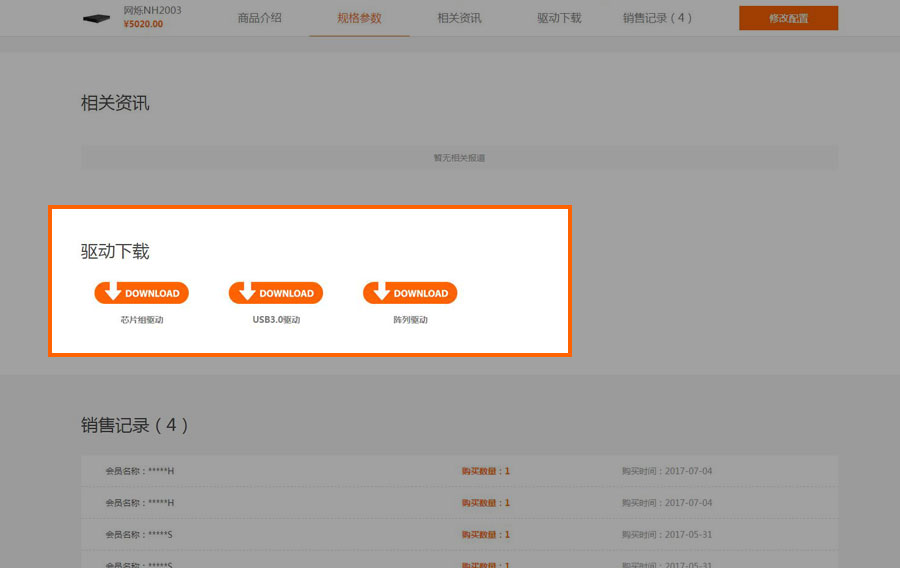 网烁NH2003
¥5020.00
商品介绍 规格参数 相关资讯 驱动下载 销售记录（4） 修改配置
相关资讯
暂无相关报道
驱动下载
DOWNLOAD DOWNLOAD DOWNLOAD
芯片组驱动 USB3.0驱动 阵列驱动
销售记录（4）
会员名称：*****H 购买数量：1 购买时间：2017-07-04
会员名称：*****H 购买数量：1 购买时间：2017-07-04
会员名称：*****S 购买数量：1 购买时间：2017-05-31
会员名称：*****S 购买数量：1 购买时间：2017-05-31